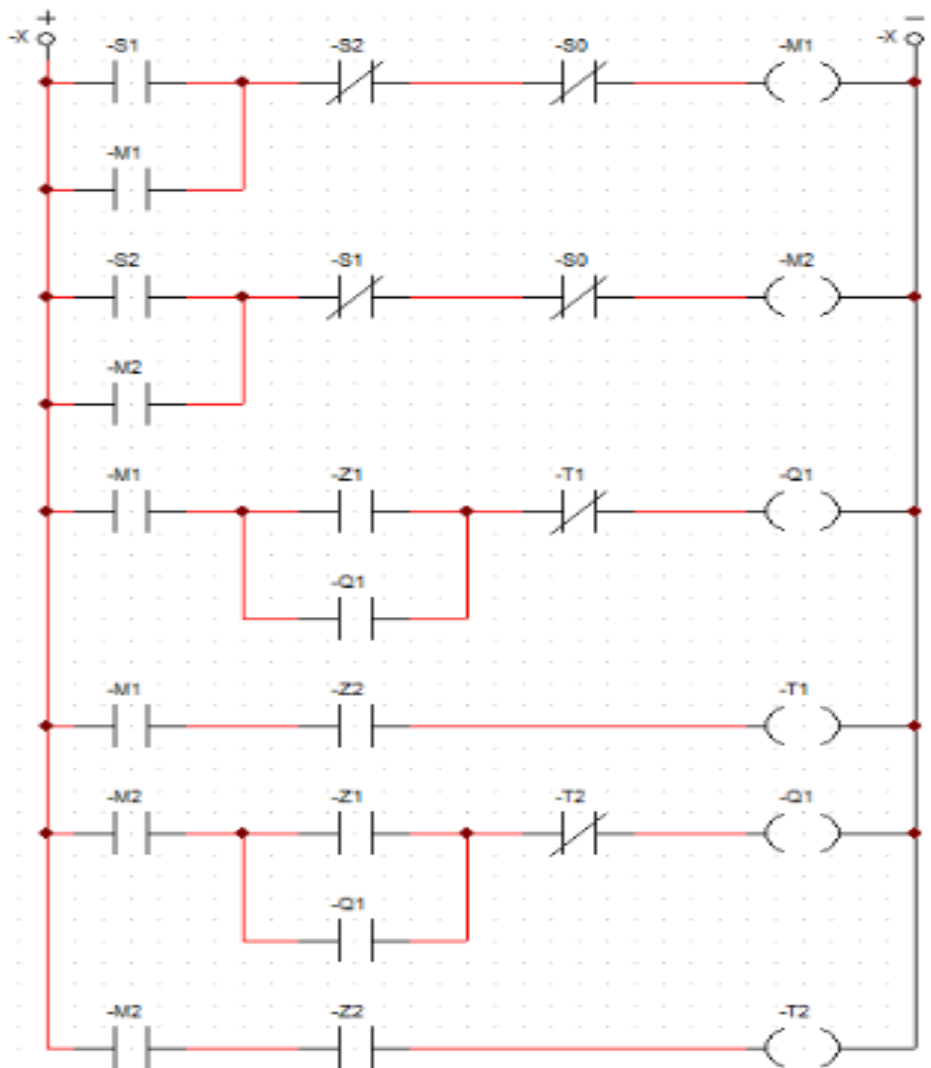 + −
-X -X
-S1 -S2 -S0 -M1
-M1
-S2 -S1 -S0 -M2
-M2
-M1 -Z1 -T1 -Q1
-Q1
-M1 -Z2 -T1
-M2 -Z1 -T2 -Q1
-Q1
-M2 -Z2 -T2